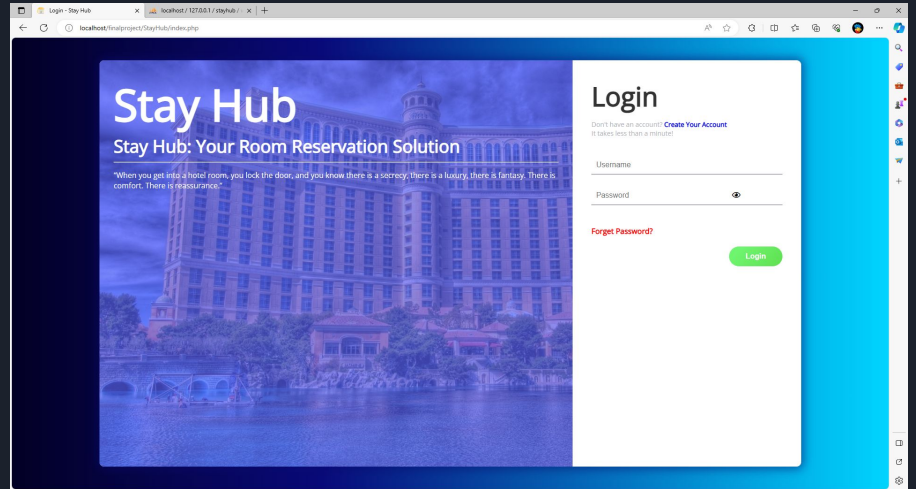 Login - Stay Hub
localhost / 127.0.0.1 / stayhub /
localhost/finalproject/StayHub/index.php
Stay Hub
Stay Hub: Your Room Reservation Solution
"When you get into a hotel room, you lock the door, and you know there is a secrecy, there is a luxury, there is fantasy. There is
comfort. There is reassurance."
Login
Don't have an account? Create Your Account
It takes less than a minute!
Username
Password
Forget Password?
Login